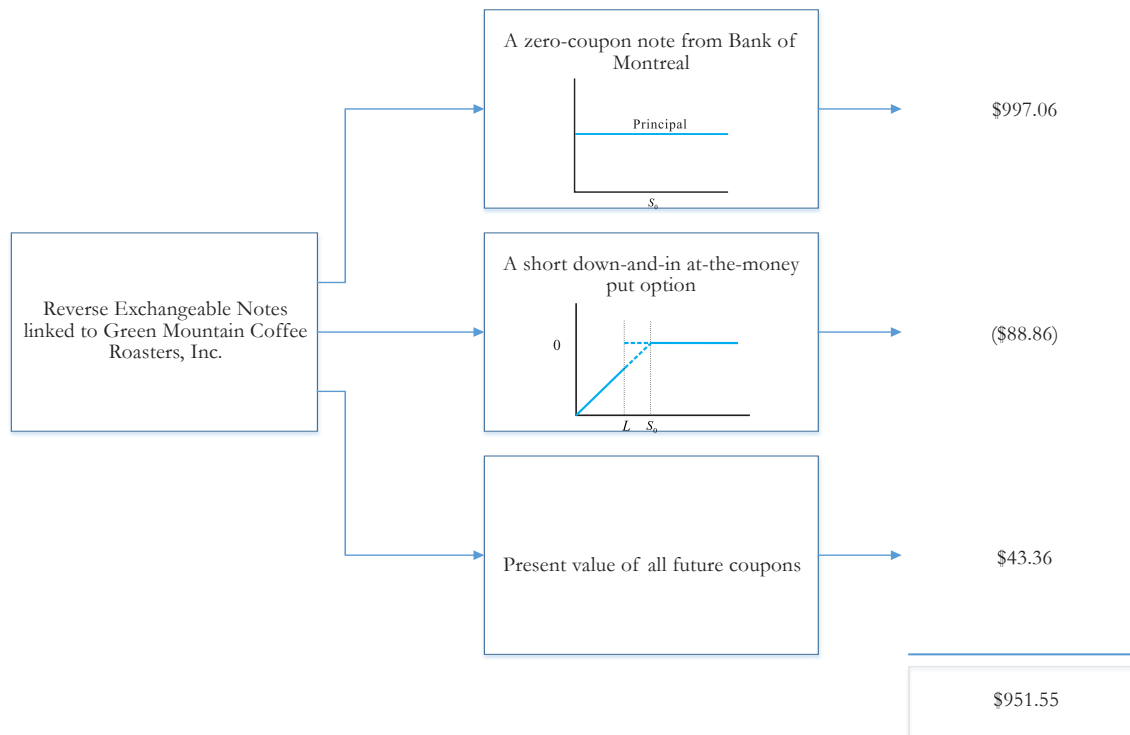 A zero-coupon note from Bank of
Montreal
Principal
S₀
$997.06
Reverse Exchangeable Notes
linked to Green Mountain Coffee
Roasters, Inc.
A short down-and-in at-the-money
put option
0
L S₀
($88.86)
Present value of all future coupons
$43.36
$951.55